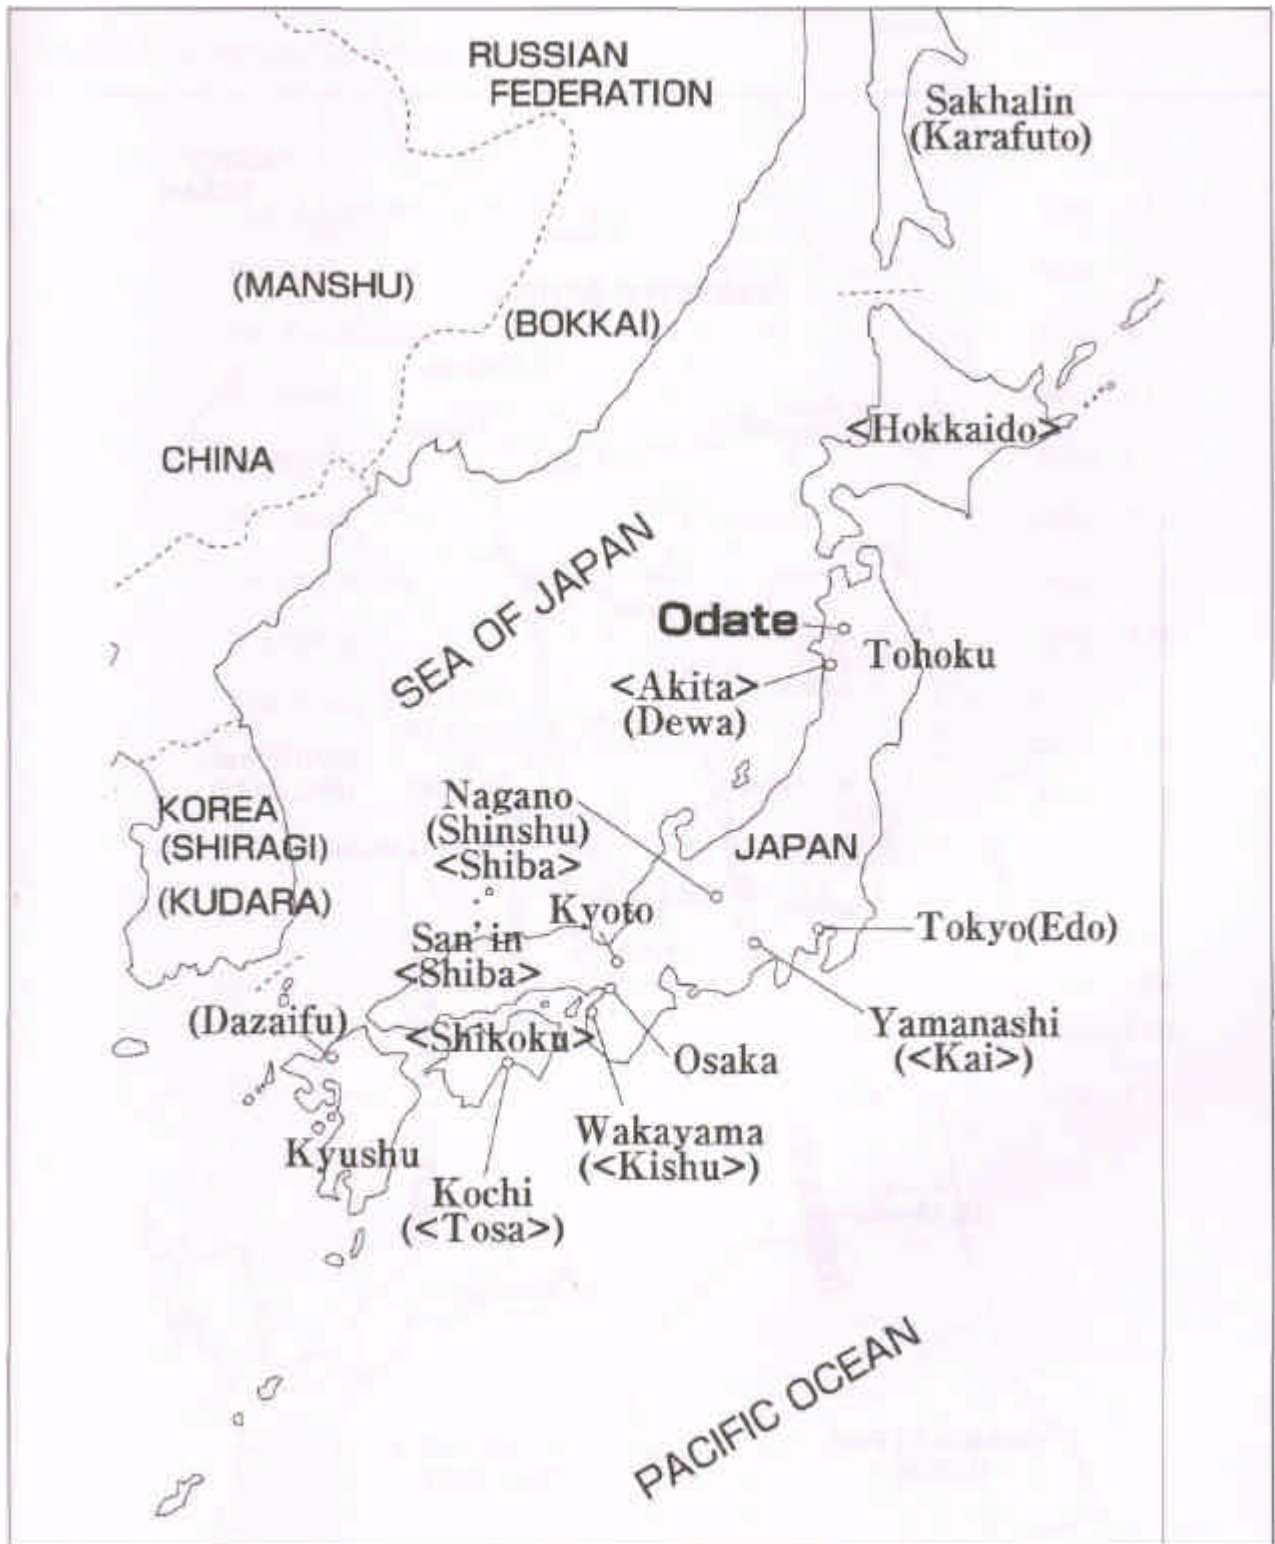 RUSSIAN
FEDERATION
Sakhalin
(Karafuto)
(MANSHU)
(BOKKAI)
<Hokkaido>
CHINA
SEA OF JAPAN
Odate
Tohoku
<Akita>
(Dewa)
Nagano
(Shinshu)
<Shiba>
KOREA
(SHIRAGI)
(KUDARA)
JAPAN
Kyoto
Tokyo(Edo)
San'in
<Shiba>
(Dazaifu)
<Shikoku>
Yamanashi
(<Kai>)
Osaka
Wakayama
(<Kishu>)
Kyushu
Kochi
(<Tosa>)
PACIFIC OCEAN